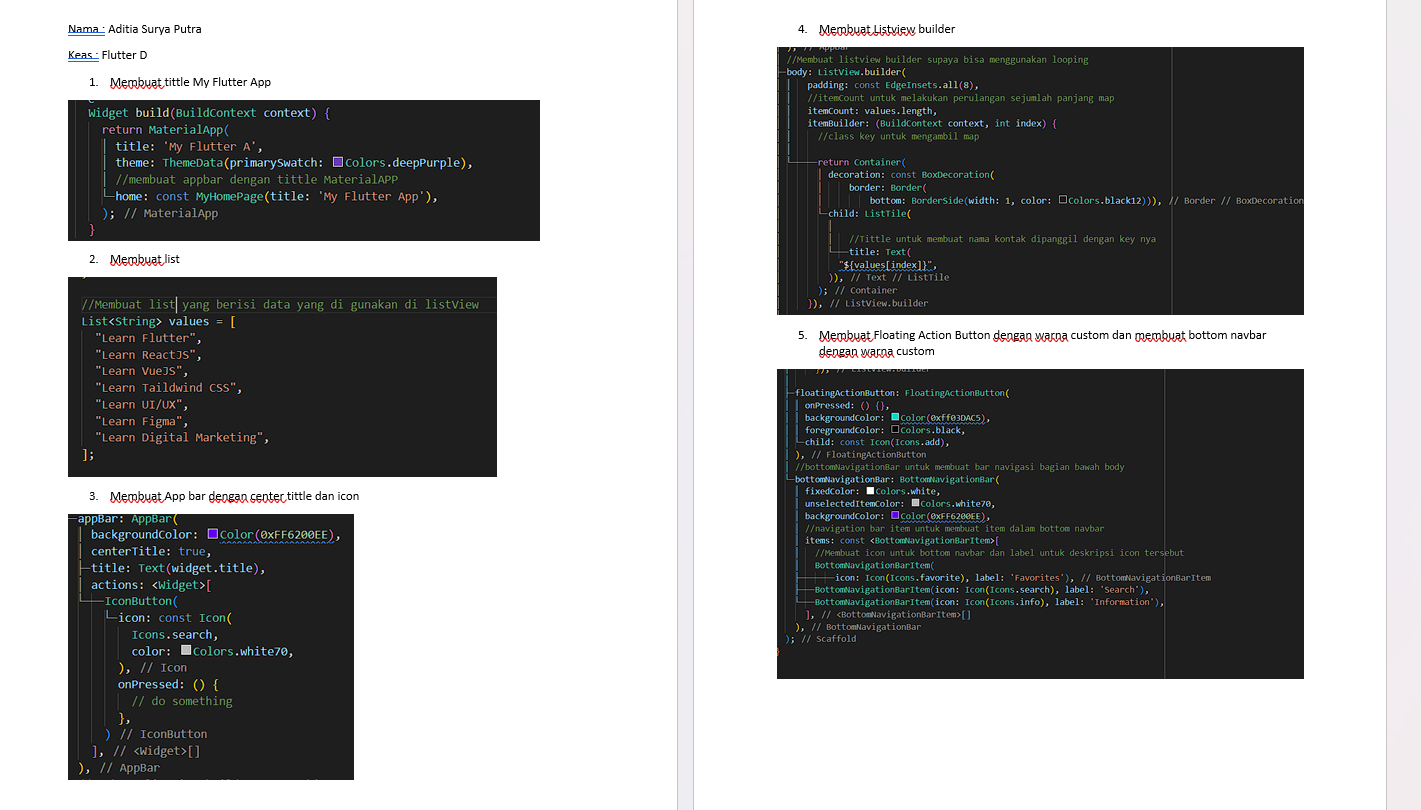 Nama : Aditia Surya Putra
Keas : Flutter D
1. Membuat tittle My Flutter App
Widget build(BuildContext context) {
return MaterialApp(
title: 'My Flutter A',
theme: ThemeData(primarySwatch: Colors.deepPurple),
//membuat appbar dengan tittle MaterialAPP
home: const MyHomePage(title: 'My Flutter App'),
); // MaterialApp
}
2. Membuat list
//Membuat list yang berisi data yang di gunakan di listView
List<String> values = [
"Learn Flutter",
"Learn ReactJS",
"Learn VueJS",
"Learn Taildwind CSS",
"Learn UI/UX",
"Learn Figma",
"Learn Digital Marketing",
];
3. Membuat App bar dengan center tittle dan icon
appBar: AppBar(
backgroundColor: Color(0xFF6200EE),
centerTitle: true,
title: Text(widget.title),
actions: <Widget>[
IconButton(
icon: const Icon(
Icons.search,
color: Colors.white70,
), // Icon
onPressed: () {
// do something
},
) // IconButton
], // <Widget>[]
), // AppBar
4. Membuat Listview builder
), // AppBar
//Membuat listview builder supaya bisa menggunakan looping
body: ListView.builder(
padding: const EdgeInsets.all(8),
//itemCount untuk melakukan perulangan sejumlah panjang map
itemCount: values.length,
itemBuilder: (BuildContext context, int index) {
//class key untuk mengambil map
return Container(
decoration: const BoxDecoration(
border: Border(
bottom: BorderSide(width: 1, color: Colors.black12))), // Border // BoxDecoration
child: ListTile(
//Tittle untuk membuat nama kontak dipanggil dengan key nya
title: Text(
"${values[index]}",
)), // Text // ListTile
); // Container
}), // ListView.builder
5. Membuat Floating Action Button dengan warna custom dan membuat bottom navbar
dengan warna custom
}), // ListView.builder
floatingActionButton: FloatingActionButton(
onPressed: () {},
backgroundColor: Color(0xff03DAC5),
foregroundColor: Colors.black,
child: const Icon(Icons.add),
), // FloatingActionButton
//bottomNavigationBar untuk membuat bar navigasi bagian bawah body
bottomNavigationBar: BottomNavigationBar(
fixedColor: Colors.white,
unselectedItemColor: Colors.white70,
backgroundColor: Color(0xFF6200EE),
//navigation bar item untuk membuat item dalam bottom navbar
items: const <BottomNavigationBarItem>[
//Membuat icon untuk bottom navbar dan label untuk deskripsi icon tersebut
BottomNavigationBarItem(
icon: Icon(Icons.favorite), label: 'Favorites'), // BottomNavigationBarItem
BottomNavigationBarItem(icon: Icon(Icons.search), label: 'Search'),
BottomNavigationBarItem(icon: Icon(Icons.info), label: 'Information'),
], // <BottomNavigationBarItem>[]
), // BottomNavigationBar
); // Scaffold
}